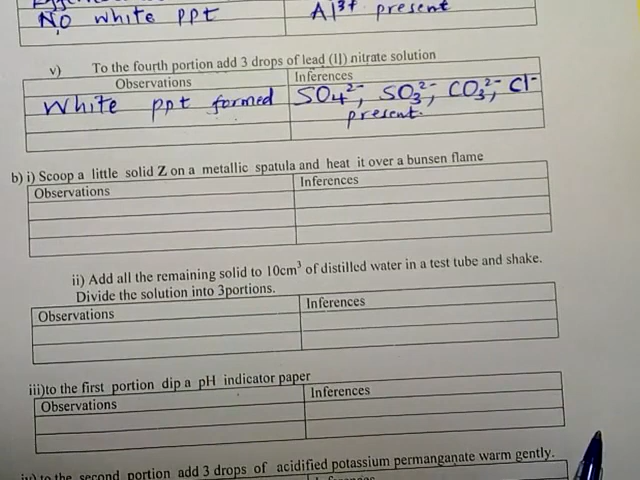 No white ppt Al3+ present
v) To the fourth portion add 3 drops of lead (II) nitrate solution
Observations Inferences
White ppt formed SO₄²⁻, SO₃²⁻, CO₃²⁻, Cl⁻
present.
b) i) Scoop a little solid Z on a metallic spatula and heat it over a bunsen flame
Observations Inferences
ii) Add all the remaining solid to 10cm³ of distilled water in a test tube and shake.
Divide the solution into 3portions.
Observations Inferences
iii)to the first portion dip a pH indicator paper
Observations Inferences
iv) to the second portion add 3 drops of acidified potassium permanganate warm gently.
Inferences